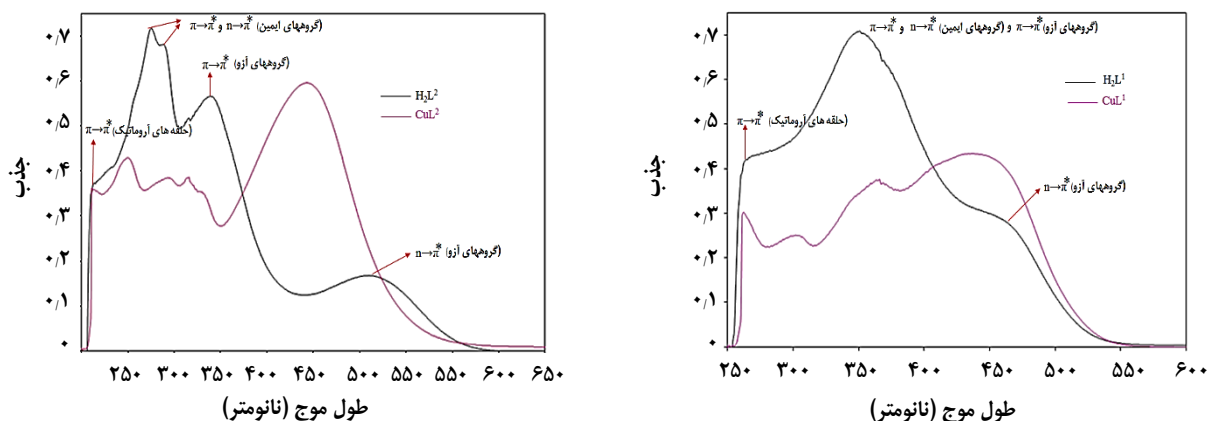 π→π* و n→π* (گروههای ایمین)
π→π* (گروههای آزو)
π→π* (حلقه های آروماتیک)
n→π* (گروههای آزو)
H₂L²
CuL²
جذب
۰/۷
۰/۶
۰/۵
۰/۴
۰/۳
۰/۲
۰/۱
۰
۲۵۰ ۳۰۰ ۳۵۰ ۴۰۰ ۴۵۰ ۵۰۰ ۵۵۰ ۶۰۰ ۶۵۰
طول موج (نانومتر)
π→π* و n→π* (گروههای ایمین) و π→π* (گروههای آزو)
π→π* (حلقه های آروماتیک)
n→π* (گروههای آزو)
H₂L¹
CuL¹
جذب
۰/۷
۰/۶
۰/۵
۰/۴
۰/۳
۰/۲
۰/۱
۰
۲۵۰ ۳۰۰ ۳۵۰ ۴۰۰ ۴۵۰ ۵۰۰ ۵۵۰ ۶۰۰
طول موج (نانومتر)